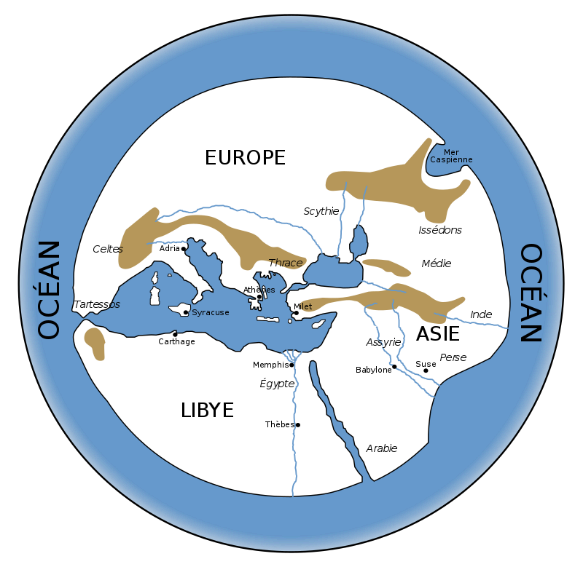 EUROPE
Mer
Caspienne
Scythie
Issédons
OCÉAN
Celtes
Adria
Thrace
Médie
OCÉAN
Athènes
Tartessos
Syracuse
Milet
Inde
ASIE
Carthage
Assyrie
Perse
Suse
Memphis
Babylone
Égypte
LIBYE
Thèbes
Arabie